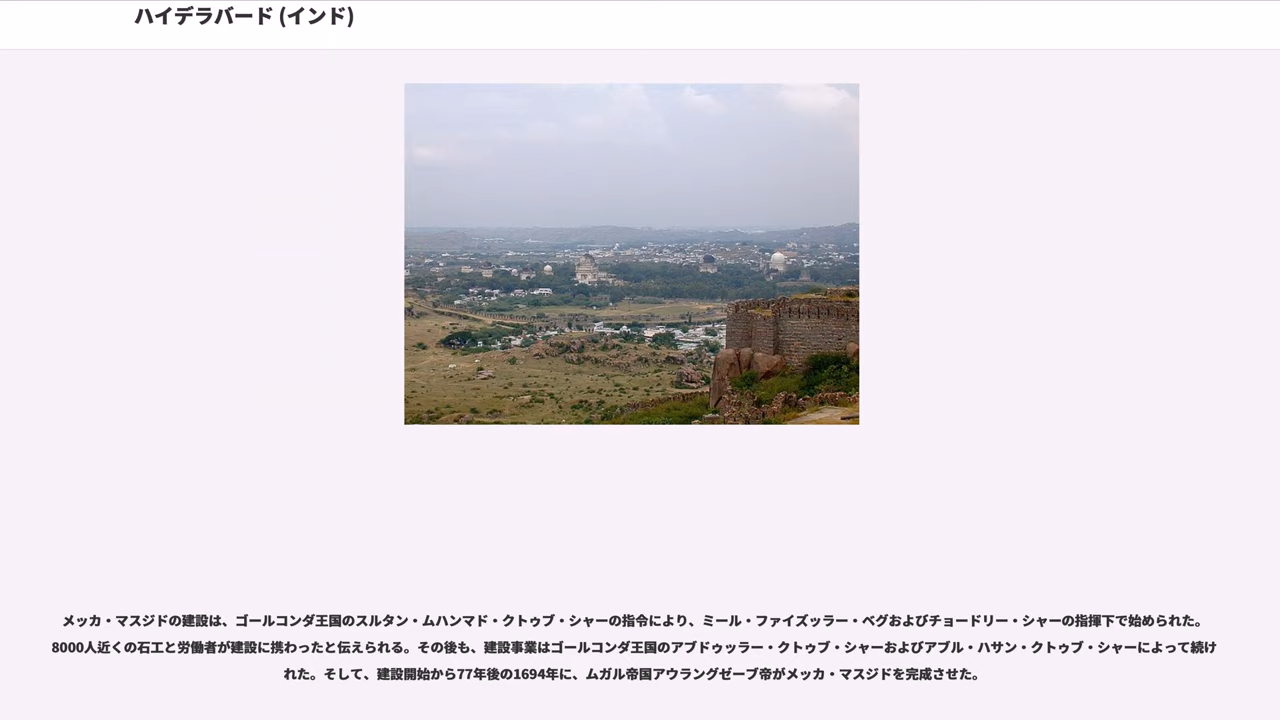 ハイデラバード (インド)
メッカ・マスジドの建設は、ゴールコンダ王国のスルタン・ムハンマド・クトゥブ・シャーの指令により、ミール・ファイズッラー・ベグおよびチョードリー・シャーの指揮下で始められた。
8000人近くの石工と労働者が建設に携わったと伝えられる。その後も、建設事業はゴールコンダ王国のアブドゥッラー・クトゥブ・シャーおよびアブル・ハサン・クトゥブ・シャーによって続け
れた。そして、建設開始から77年後の1694年に、ムガル帝国アウラングゼーブ帝がメッカ・マスジドを完成させた。